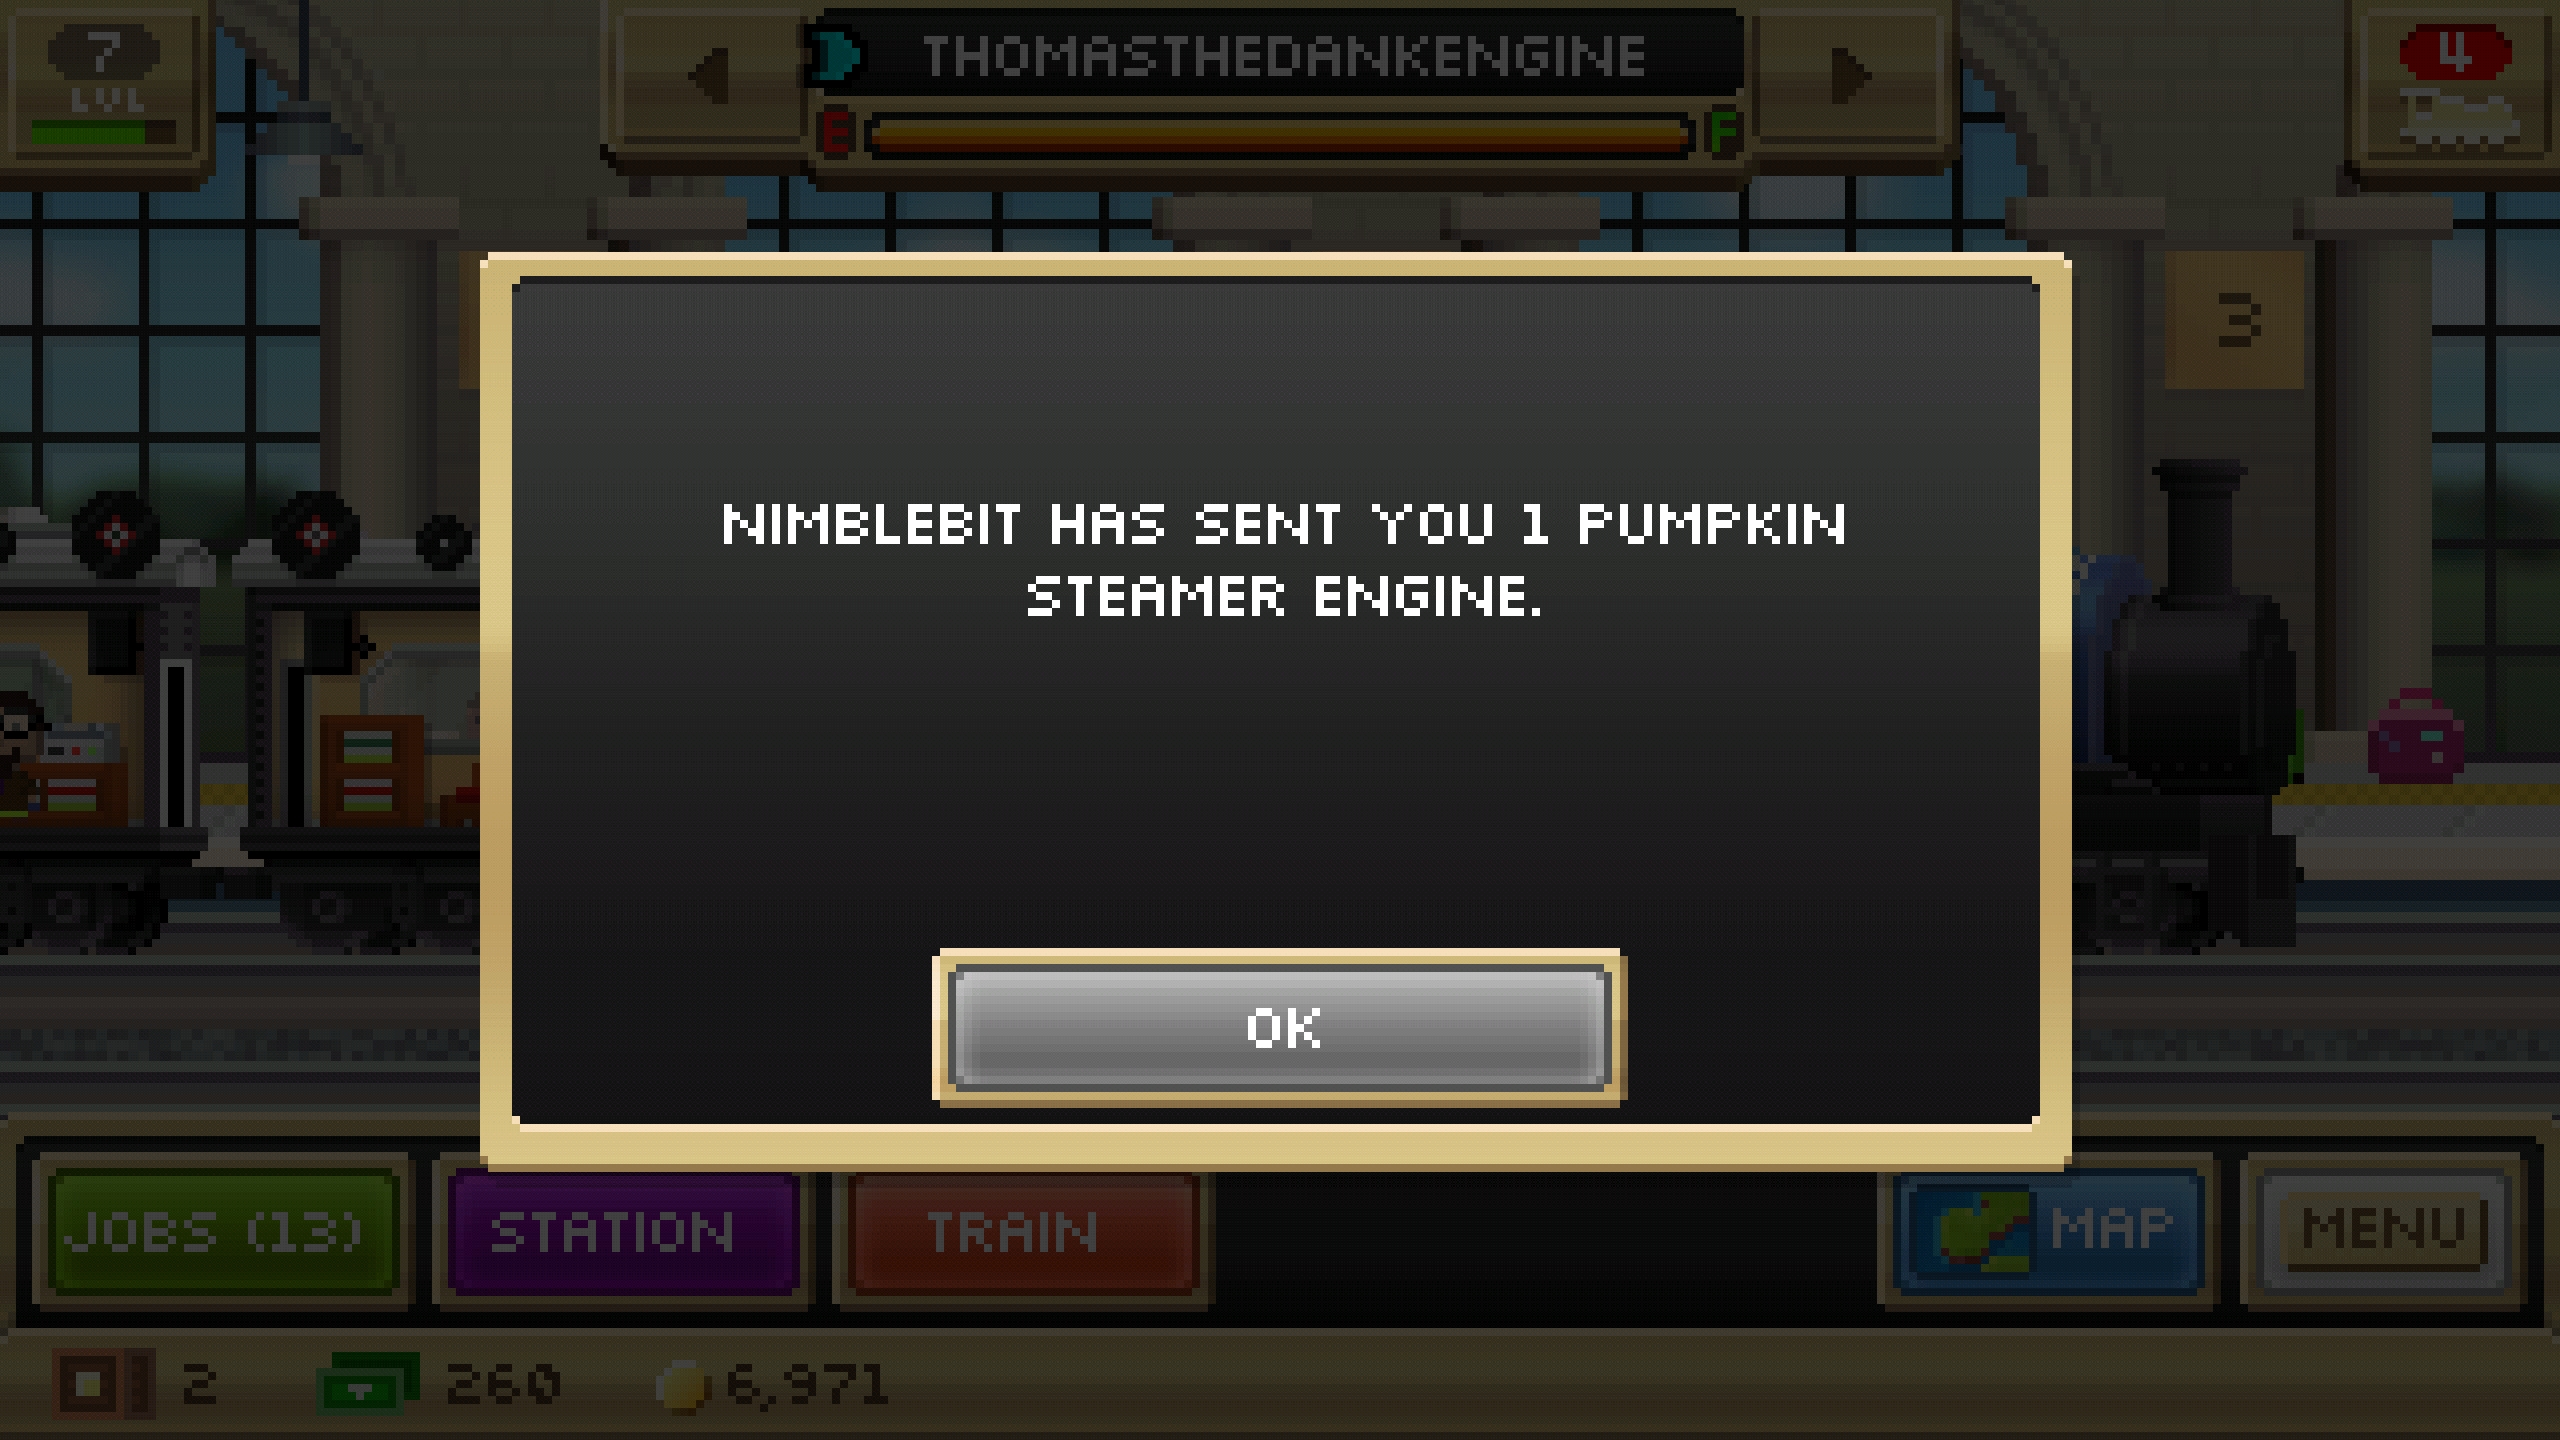 7
LVL
THOMASTHEDANKENGINE
E
F
4
3
NIMBLEBIT HAS SENT YOU 1 PUMPKIN
STEAMER ENGINE.
OK
JOBS (13)
STATION
TRAIN
MAP
MENU
2
260
6,971